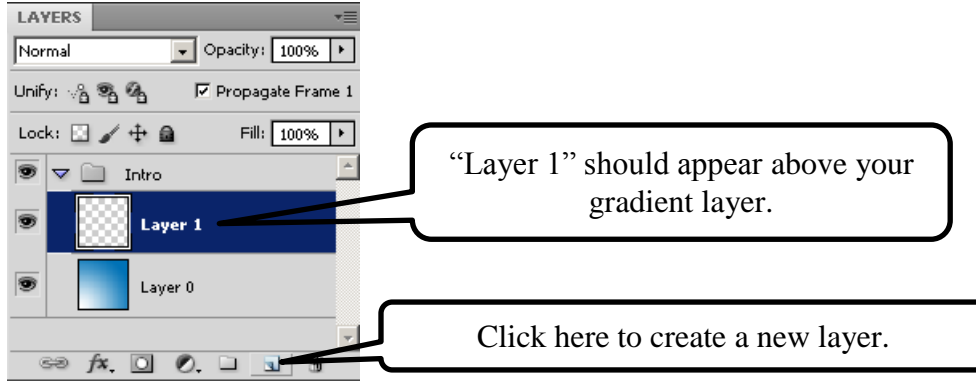 LAYERS
Normal Opacity: 100%
Unify: Propagate Frame 1
Lock: Fill: 100%
Intro
“Layer 1” should appear above your
gradient layer.
Layer 1
Layer 0
Click here to create a new layer.
fx.